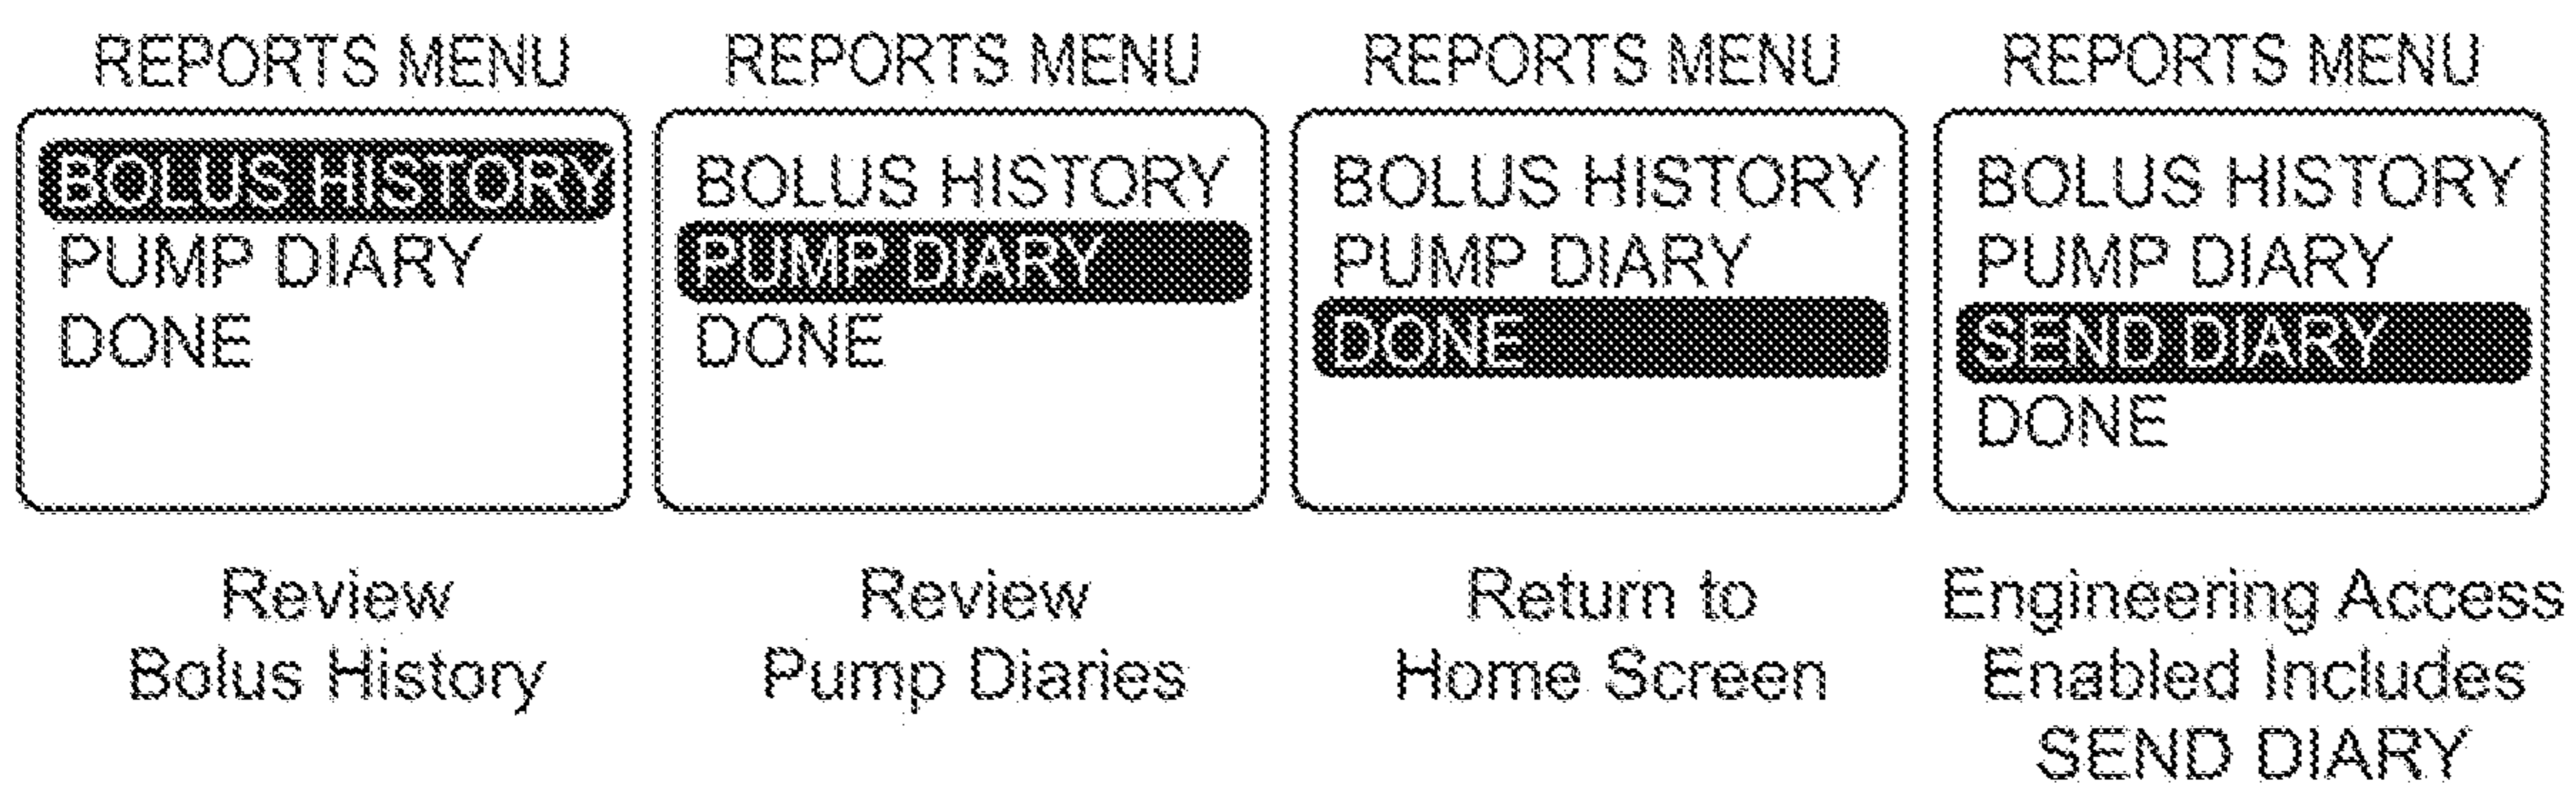 REPORTS MENU
BOLUS HISTORY
PUMP DIARY
DONE
Review
Bolus History
REPORTS MENU
BOLUS HISTORY
PUMP DIARY
DONE
Review
Pump Diaries
REPORTS MENU
BOLUS HISTORY
PUMP DIARY
DONE
Return to
Home Screen
REPORTS MENU
BOLUS HISTORY
PUMP DIARY
SEND DIARY
DONE
Engineering Access
Enabled Includes
SEND DIARY